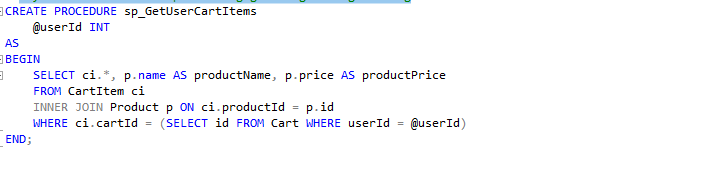 CREATE PROCEDURE sp_GetUserCartItems
    @userId INT
AS
BEGIN
    SELECT ci.*, p.name AS productName, p.price AS productPrice
    FROM CartItem ci
    INNER JOIN Product p ON ci.productId = p.id
    WHERE ci.cartId = (SELECT id FROM Cart WHERE userId = @userId)
END;